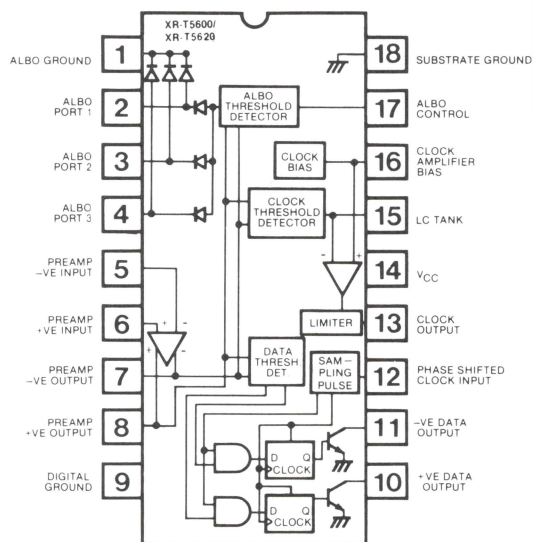 XR-T5600/
XR-T5620
1
ALBO GROUND
2
ALBO
PORT 1
3
ALBO
PORT 2
4
ALBO
PORT 3
5
PREAMP
–VE INPUT
6
PREAMP
+VE INPUT
7
PREAMP
–VE OUTPUT
8
PREAMP
+VE OUTPUT
9
DIGITAL
GROUND
ALBO
THRESHOLD
DETECTOR
CLOCK
BIAS
CLOCK
THRESHOLD
DETECTOR
- +
+ -
+ -
LIMITER
DATA
THRESH
DET
SAM–
PLING
PULSE
D Q
CLOCK
D Q
CLOCK
18
SUBSTRATE GROUND
17
ALBO
CONTROL
16
CLOCK
AMPLIFIER
BIAS
15
LC TANK
14
VCC
13
CLOCK
OUTPUT
12
PHASE SHIFTED
CLOCK INPUT
11
–VE DATA
OUTPUT
10
+VE DATA
OUTPUT